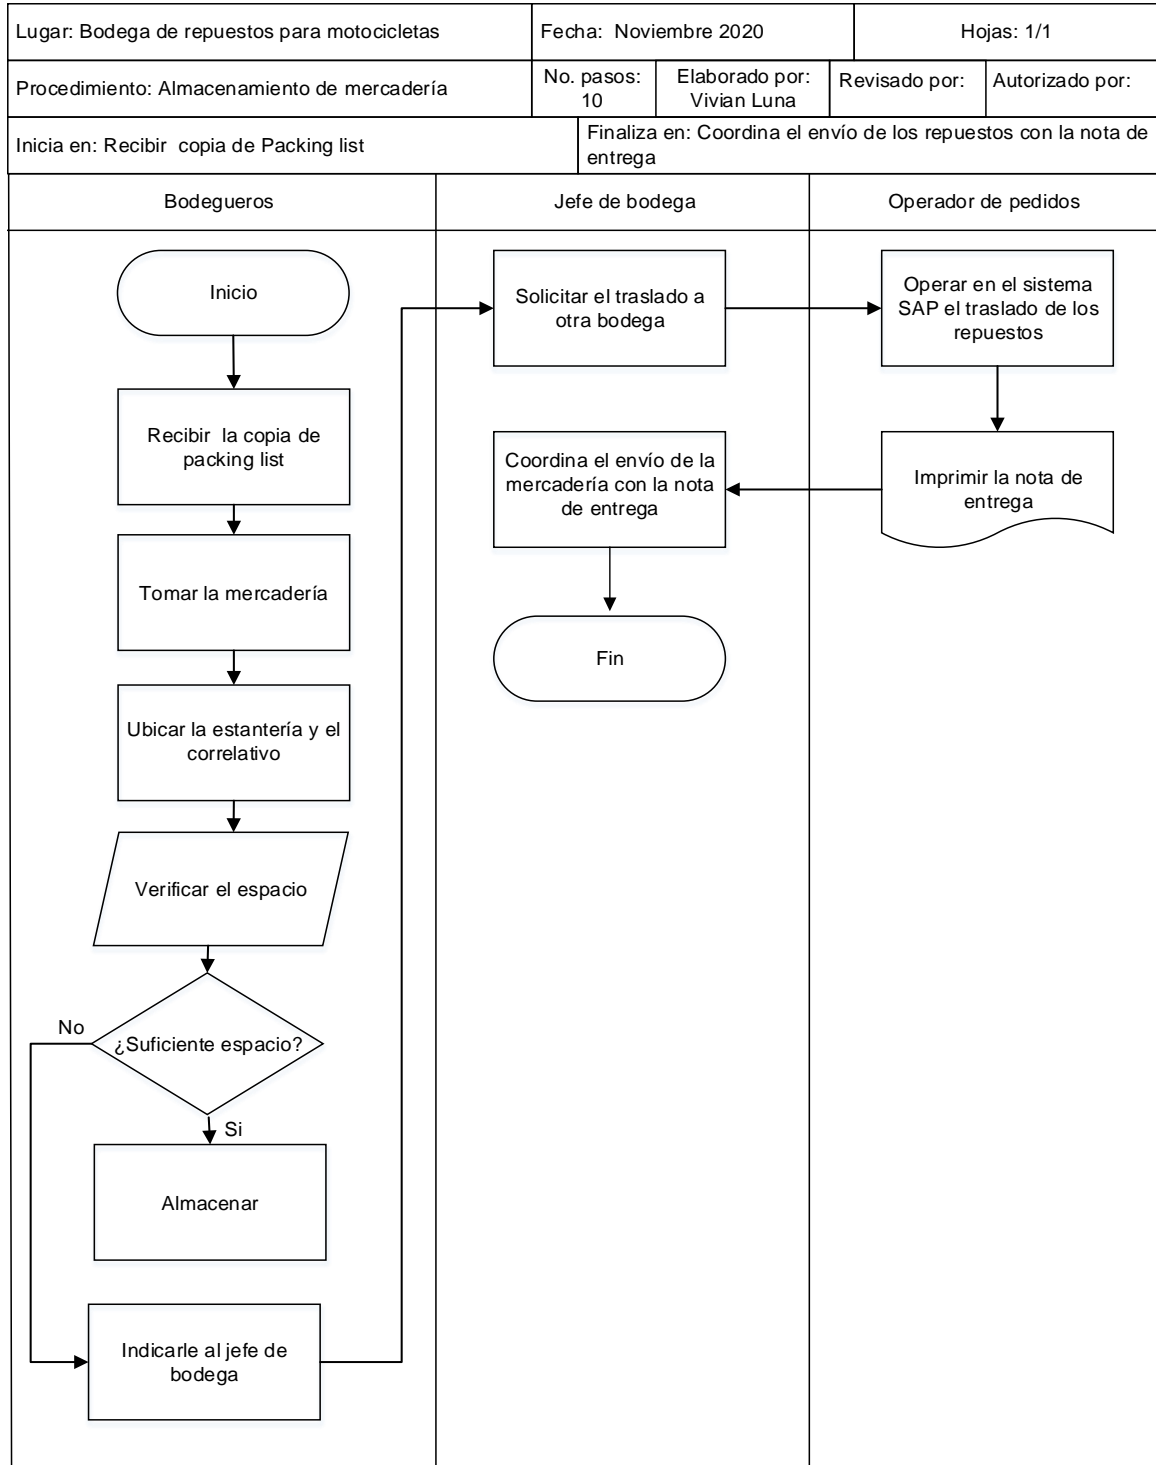 Lugar: Bodega de repuestos para motocicletas
Fecha: Noviembre 2020
Hojas: 1/1
Procedimiento: Almacenamiento de mercadería
No. pasos:
10
Elaborado por:
Vivian Luna
Revisado por:
Autorizado por:
Inicia en: Recibir copia de Packing list
Finaliza en: Coordina el envío de los repuestos con la nota de
entrega
Bodegueros
Jefe de bodega
Operador de pedidos
Inicio
Recibir la copia de
packing list
Tomar la mercadería
Ubicar la estantería y el
correlativo
Verificar el espacio
¿Suficiente espacio?
No
Si
Almacenar
Indicarle al jefe de
bodega
Solicitar el traslado a
otra bodega
Operar en el sistema
SAP el traslado de los
repuestos
Imprimir la nota de
entrega
Coordina el envío de la
mercadería con la nota
de entrega
Fin